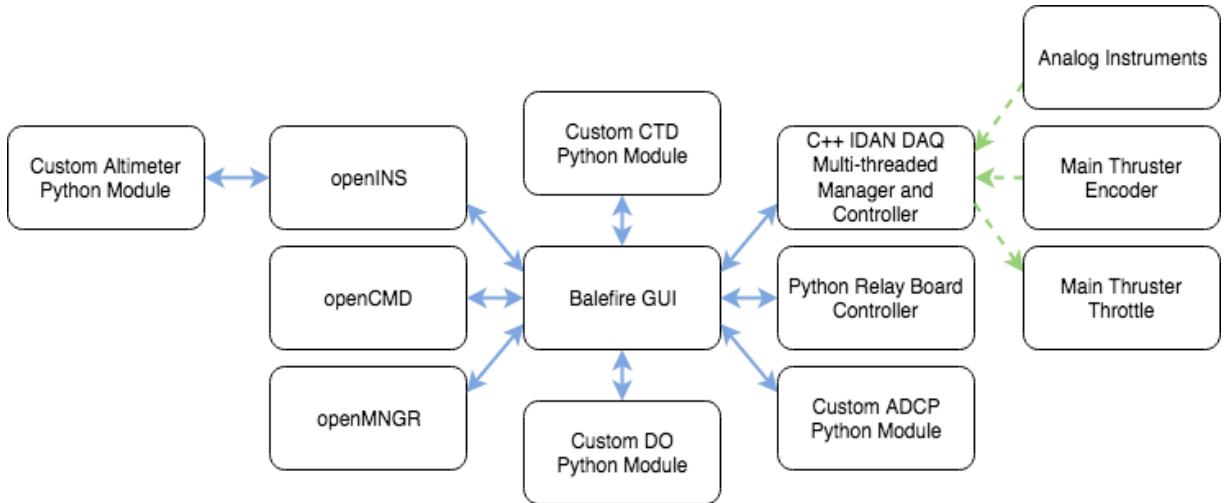 Analog Instruments
Custom Altimeter
Python Module
openINS
Custom CTD
Python Module
C++ IDAN DAQ
Multi-threaded
Manager and
Controller
Main Thruster
Encoder
openCMD
Balefire GUI
Python Relay Board
Controller
Main Thruster
Throttle
openMNGR
Custom DO
Python Module
Custom ADCP
Python Module